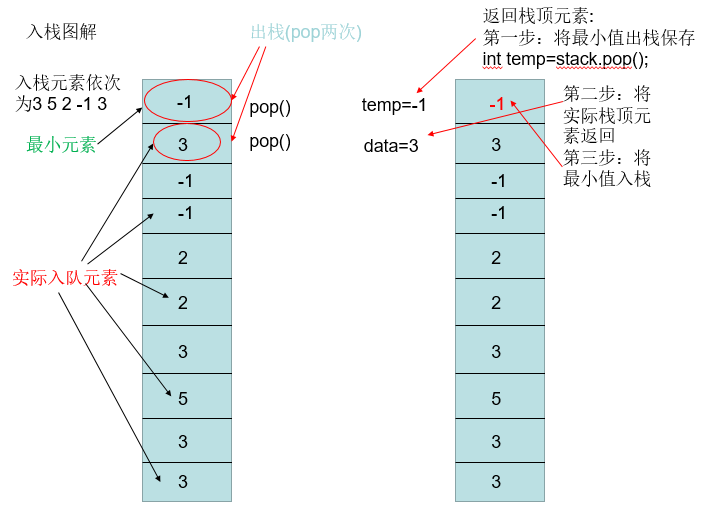 入栈图解
出栈(pop两次)
返回栈顶元素:
第一步：将最小值出栈保存
int temp=stack.pop();
入栈元素依次
为3 5 2 -1 3
最小元素
实际入队元素
-1
3
-1
-1
2
2
3
5
3
3
pop()
pop()
temp=-1
data=3
-1
3
-1
-1
2
2
3
5
3
3
第二步：将
实际栈顶元
素返回
第三步：将
最小值入栈